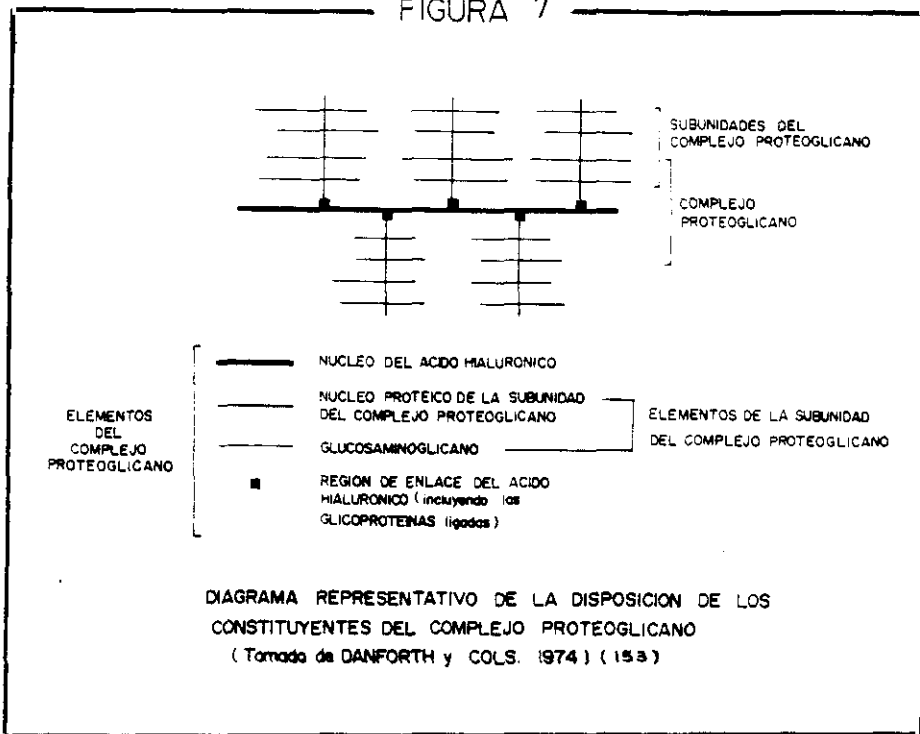 FIGURA 7
SUBUNIDADES DEL
COMPLEJO PROTEOGLICANO
COMPLEJO
PROTEOGLICANO
ELEMENTOS
DEL
COMPLEJO
PROTEOGLICANO
NUCLEO DEL ACIDO HIALURONICO
NUCLEO PROTEICO DE LA SUBUNIDAD
DEL COMPLEJO PROTEOGLICANO
GLUCOSAMINOGLICANO
REGION DE ENLACE DEL ACIDO
HIALURONICO (incluyendo las
GLICOPROTEINAS ligadas)
ELEMENTOS DE LA SUBUNIDAD
DEL COMPLEJO PROTEOGLICANO
DIAGRAMA REPRESENTATIVO DE LA DISPOSICION DE LOS
CONSTITUYENTES DEL COMPLEJO PROTEOGLICANO
(Tomado de DANFORTH y COLS. 1974) (153)